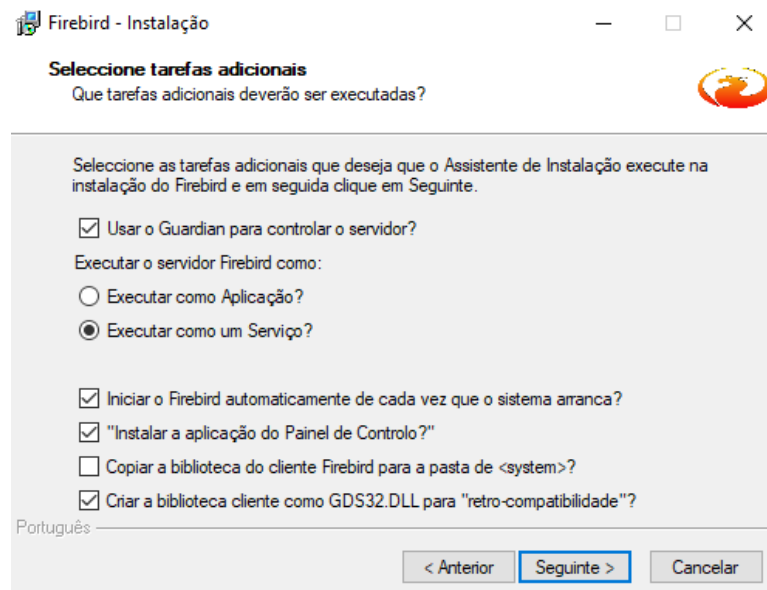 Firebird - Instalação
Seleccione tarefas adicionais
Que tarefas adicionais deverão ser executadas?
Seleccione as tarefas adicionais que deseja que o Assistente de Instalação execute na
instalação do Firebird e em seguida clique em Seguinte.
Usar o Guardian para controlar o servidor?
Executar o servidor Firebird como:
Executar como Aplicação?
Executar como um Serviço?
Iniciar o Firebird automaticamente de cada vez que o sistema arranca?
"Instalar a aplicação do Painel de Controlo?"
Copiar a biblioteca do cliente Firebird para a pasta de <system>?
Criar a biblioteca cliente como GDS32.DLL para "retro-compatibilidade"?
Português
< Anterior
Seguinte >
Cancelar